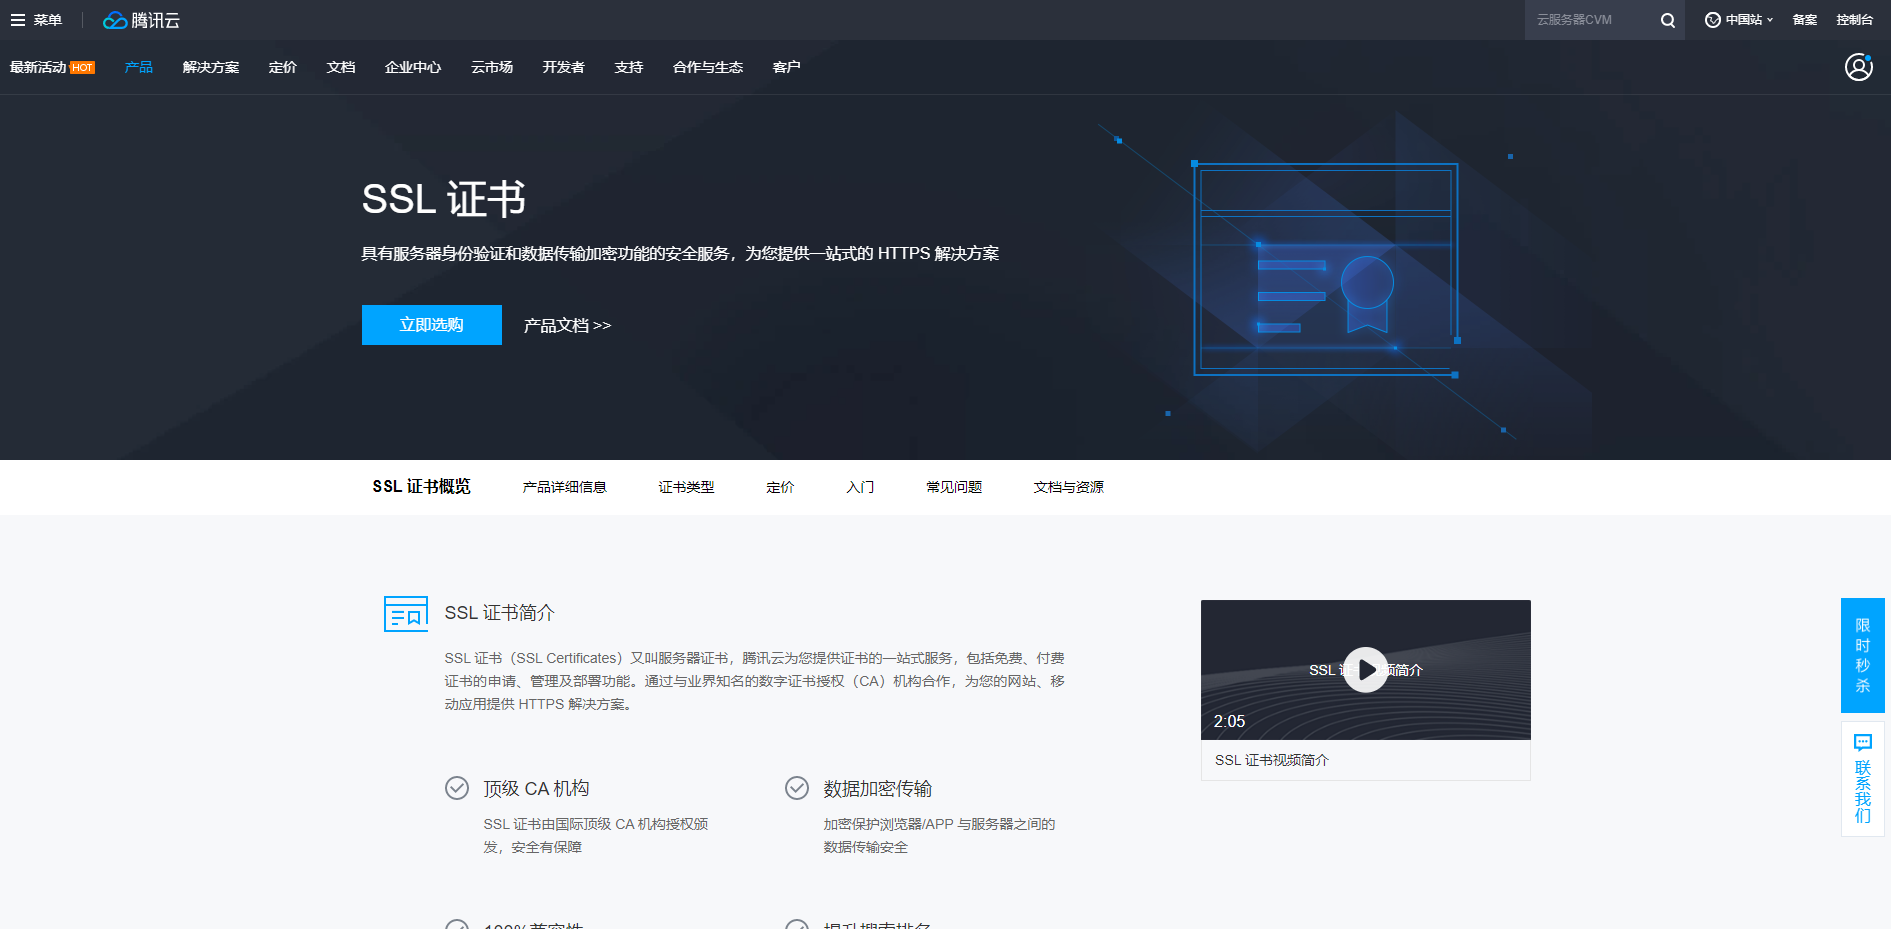 菜单
腾讯云
云服务器CVM
中国站
备案
控制台
最新活动 HOT
产品
解决方案
定价
文档
企业中心
云市场
开发者
支持
合作与生态
客户
SSL 证书
具有服务器身份验证和数据传输加密功能的安全服务，为您提供一站式的 HTTPS 解决方案
立即选购
产品文档 >>
SSL 证书概览
产品详细信息
证书类型
定价
入门
常见问题
文档与资源
SSL 证书简介
SSL 证书（SSL Certificates）又叫服务器证书，腾讯云为您提供证书的一站式服务，包括免费、付费
证书的申请、管理及部署功能。通过与业界知名的数字证书授权（CA）机构合作，为您的网站、移
动应用提供 HTTPS 解决方案。
SSL 证书视频简介
2:05
SSL 证书视频简介
顶级 CA 机构
SSL 证书由国际顶级 CA 机构授权颁
发，安全有保障
数据加密传输
加密保护浏览器/APP 与服务器之间的
数据传输安全
100%兼容性
提升搜索排名
限时秒杀
联系我们